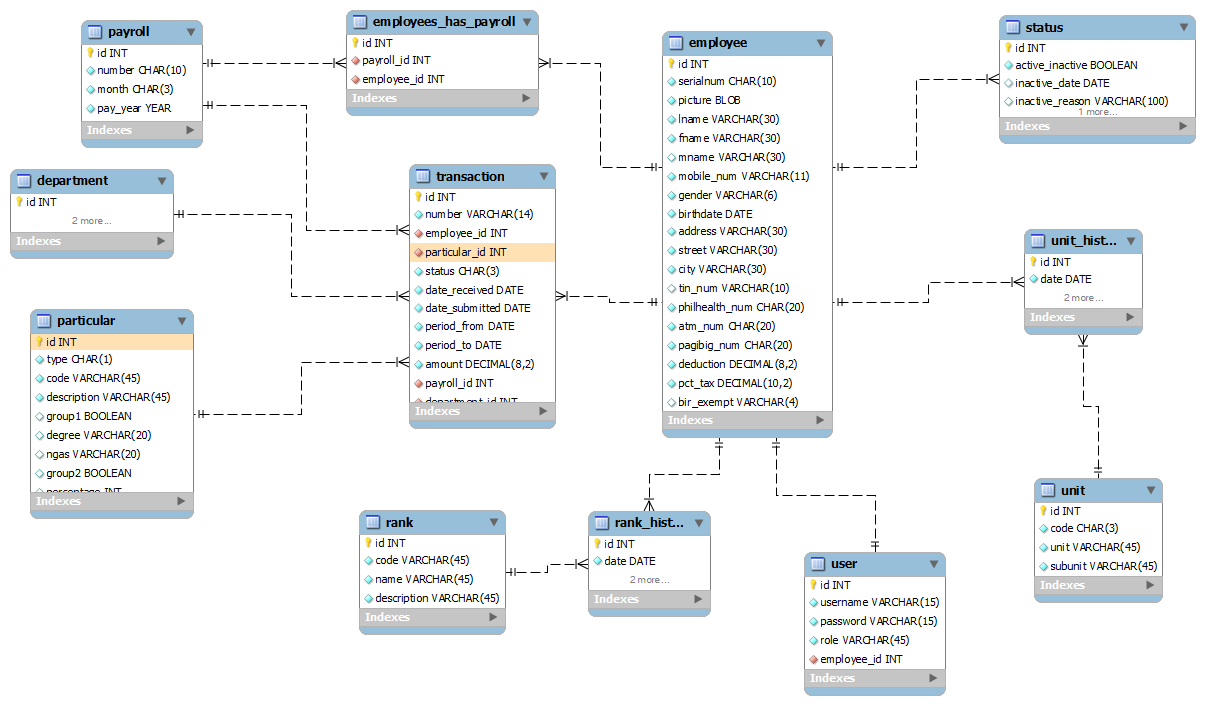 payroll
id INT
number CHAR(10)
month CHAR(3)
pay_year YEAR
Indexes
employees_has_payroll
id INT
payroll_id INT
employee_id INT
Indexes
employee
id INT
serialnum CHAR(10)
picture BLOB
lname VARCHAR(30)
fname VARCHAR(30)
mname VARCHAR(30)
mobile_num VARCHAR(11)
gender VARCHAR(6)
birthdate DATE
address VARCHAR(30)
street VARCHAR(30)
city VARCHAR(30)
tin_num VARCHAR(10)
philhealth_num CHAR(20)
atm_num CHAR(20)
pagibig_num CHAR(20)
deduction DECIMAL(8,2)
pct_tax DECIMAL(10,2)
bir_exempt VARCHAR(4)
Indexes
status
id INT
active_inactive BOOLEAN
inactive_date DATE
inactive_reason VARCHAR(100)
1 more...
Indexes
department
id INT
2 more...
Indexes
transaction
id INT
number VARCHAR(14)
employee_id INT
particular_id INT
status CHAR(3)
date_received DATE
date_submitted DATE
period_from DATE
period_to DATE
amount DECIMAL(8,2)
payroll_id INT
department_id INT
Indexes
unit_hist...
id INT
date DATE
2 more...
Indexes
particular
id INT
type CHAR(1)
code VARCHAR(45)
description VARCHAR(45)
group1 BOOLEAN
degree VARCHAR(20)
ngas VARCHAR(20)
group2 BOOLEAN
percentage INT
Indexes
rank
id INT
code VARCHAR(45)
name VARCHAR(45)
description VARCHAR(45)
Indexes
rank_hist...
id INT
date DATE
2 more...
Indexes
user
id INT
username VARCHAR(15)
password VARCHAR(15)
role VARCHAR(45)
employee_id INT
Indexes
unit
id INT
code CHAR(3)
unit VARCHAR(45)
subunit VARCHAR(45)
Indexes